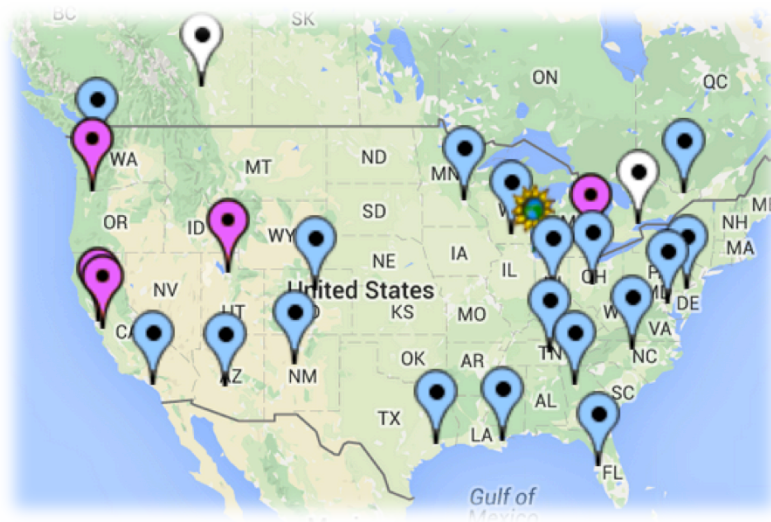 BC
SK
ON
QC
WA
MT
ND
MN
OR
ID
SD
WY
NH
MA
IA
NE
IL
OH
NV
United States
UT
KS
MO
DE
CA
VA
OK
TN
NC
AZ
NM
AR
SC
TX
AL
LA
FL
Gulf of
Mexico